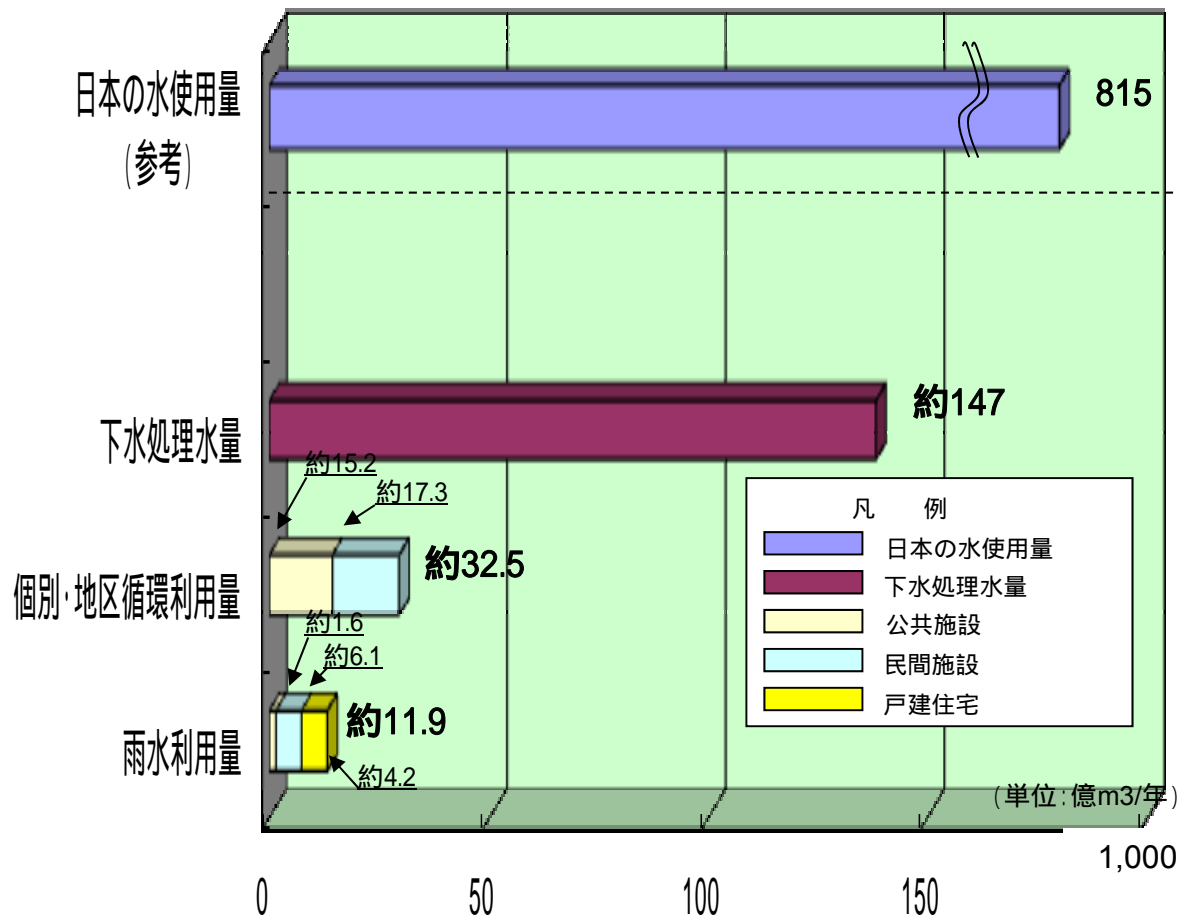 日本の水使用量
(参考)
815
下水処理水量
約147
約15.2
約17.3
個別・地区循環利用量
約32.5
約1.6
約6.1
雨水利用量
約11.9
約4.2
凡 例
日本の水使用量
下水処理水量
公共施設
民間施設
戸建住宅
(単位:億m3/年)
0 50 100 150 1,000